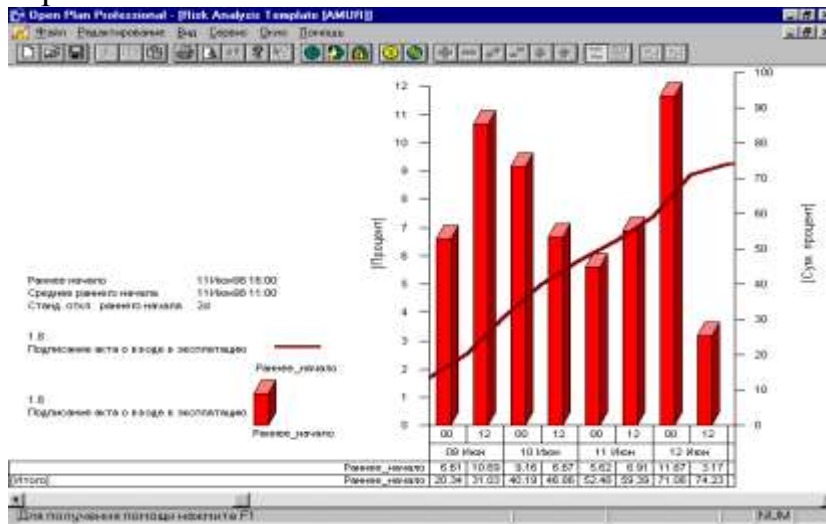 Open Plan Professional - [Risk Analysis Template [AMUR]]
Файл Редактирование Вид Сервис Окно Помощь
12
11
10
9
8
7
6
5
4
3
2
1
0
[Процент]
100
90
80
70
60
50
40
30
20
10
0
[Сум. процент]
Раннее начало 11Июн98 16:00
Среднее раннего начала 11Июн98 11:00
Станд. откл. раннего начала 2d
1.8
Подписание акта о вводе в эксплатацию
Раннее_начало
1.8
Подписание акта о вводе в эксплатацию
Раннее_начало
00 12 00 12 00 12 00 12
09 Июн 10 Июн 11 Июн 12 Июн
Раннее_начало 6.61 10.69 9.16 6.67 5.62 6.91 11.67 3.17
[Итого] Раннее_начало 20.34 31.03 40.19 46.86 52.48 59.39 71.06 74.23
Для получения помощи нажмите F1 NUM